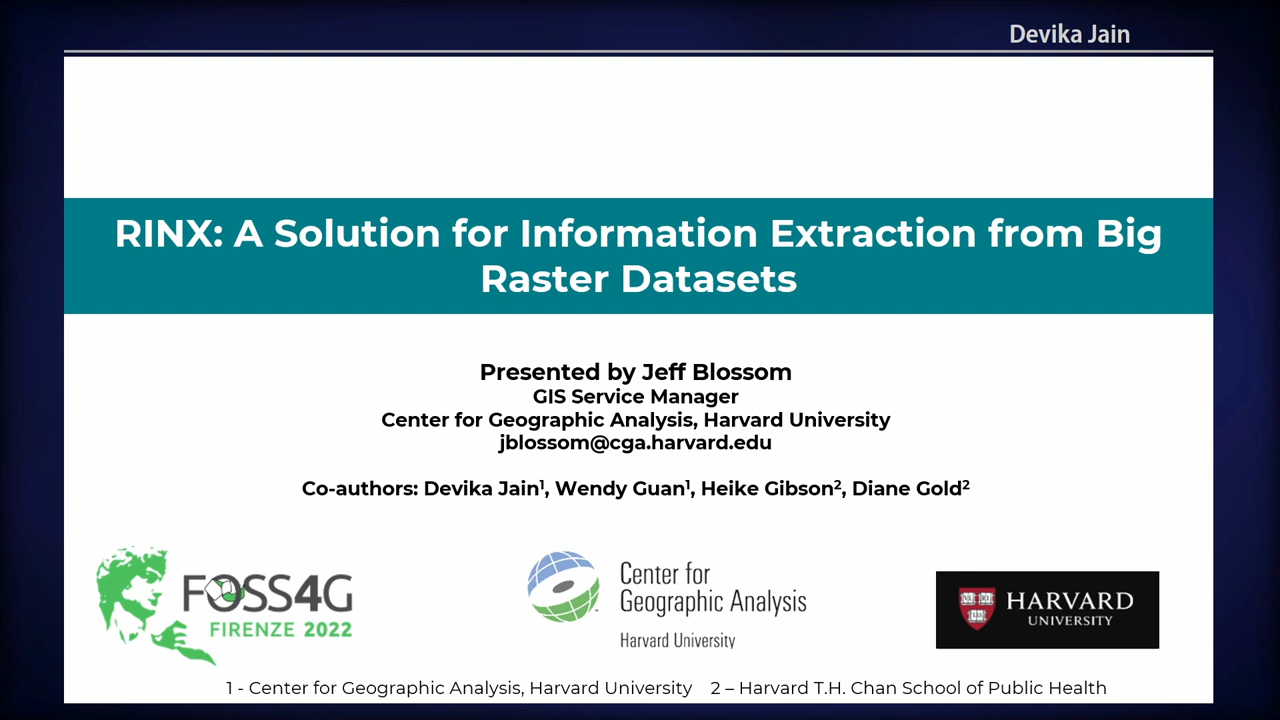 Devika Jain
RINX: A Solution for Information Extraction from Big
Raster Datasets
Presented by Jeff Blossom
GIS Service Manager
Center for Geographic Analysis, Harvard University
jblossom@cga.harvard.edu
Co-authors: Devika Jain¹, Wendy Guan¹, Heike Gibson², Diane Gold²
FOSS4G
FIRENZE 2022
Center for
Geographic Analysis
Harvard University
HARVARD
UNIVERSITY
1 - Center for Geographic Analysis, Harvard University 2 – Harvard T.H. Chan School of Public Health